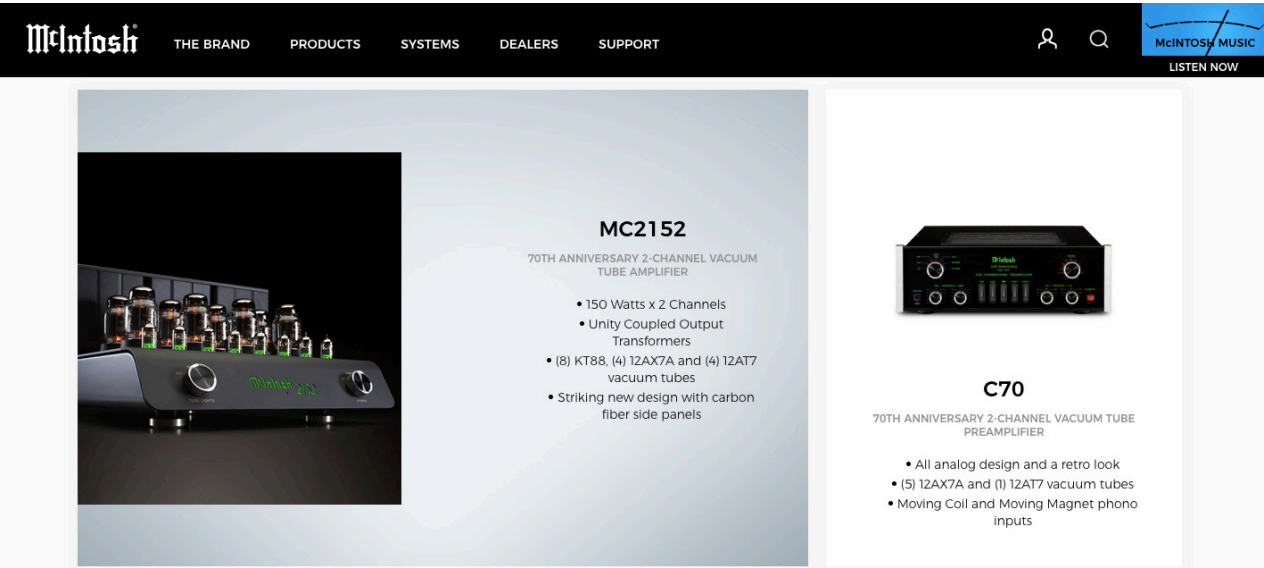 McIntosh
THE BRAND
PRODUCTS
SYSTEMS
DEALERS
SUPPORT
McINTOSH MUSIC
LISTEN NOW
McIntosh 2152
MC2152
70TH ANNIVERSARY 2-CHANNEL VACUUM
TUBE AMPLIFIER
• 150 Watts x 2 Channels
• Unity Coupled Output
Transformers
• (8) KT88, (4) 12AX7A and (4) 12AT7
vacuum tubes
• Striking new design with carbon
fiber side panels
McIntosh
C70
70TH ANNIVERSARY 2-CHANNEL VACUUM TUBE
PREAMPLIFIER
• All analog design and a retro look
• (5) 12AX7A and (1) 12AT7 vacuum tubes
• Moving Coil and Moving Magnet phono
inputs